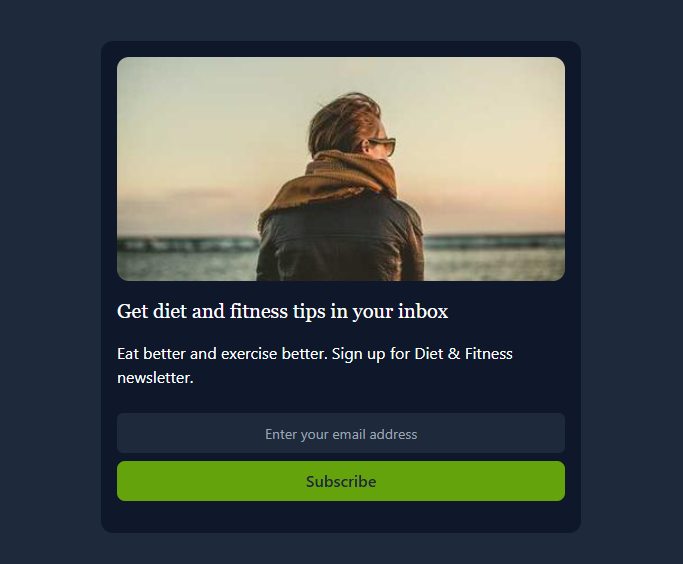 Get diet and fitness tips in your inbox
Eat better and exercise better. Sign up for Diet & Fitness
newsletter.
Enter your email address
Subscribe